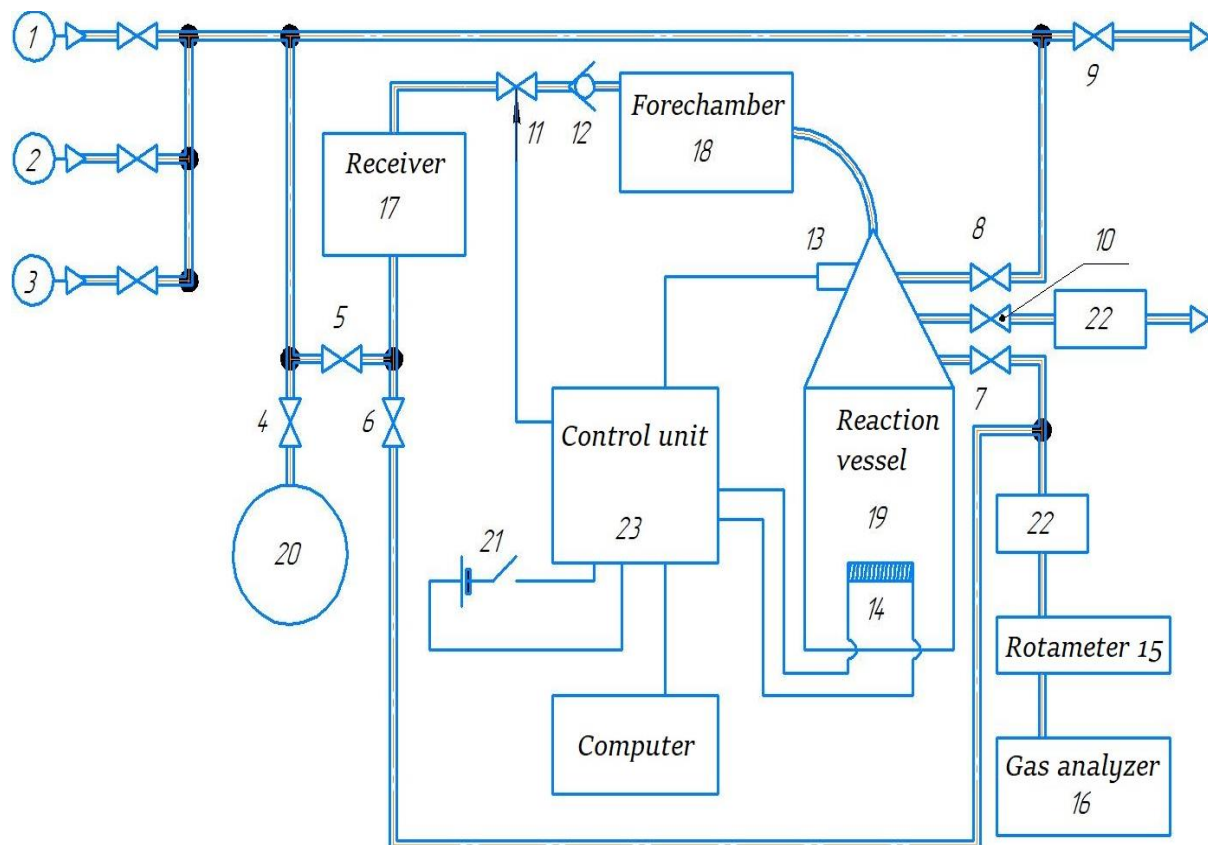 1
9
2
11
12
Forechamber
18
Receiver
17
13
8
10
3
22
5
7
4
6
Control unit
23
Reaction
vessel
19
22
20
21
14
Rotameter 15
Computer
Gas analyzer
16